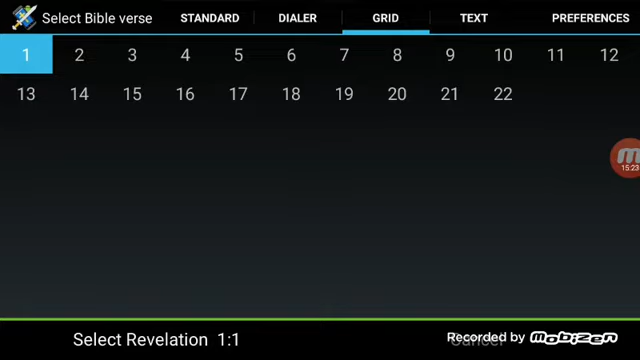 Select Bible verse STANDARD DIALER GRID TEXT PREFERENCES
1 2 3 4 5 6 7 8 9 10 11 12
13 14 15 16 17 18 19 20 21 22
15:23
Select Revelation 1:1 Cancel
Recorded by mobizen